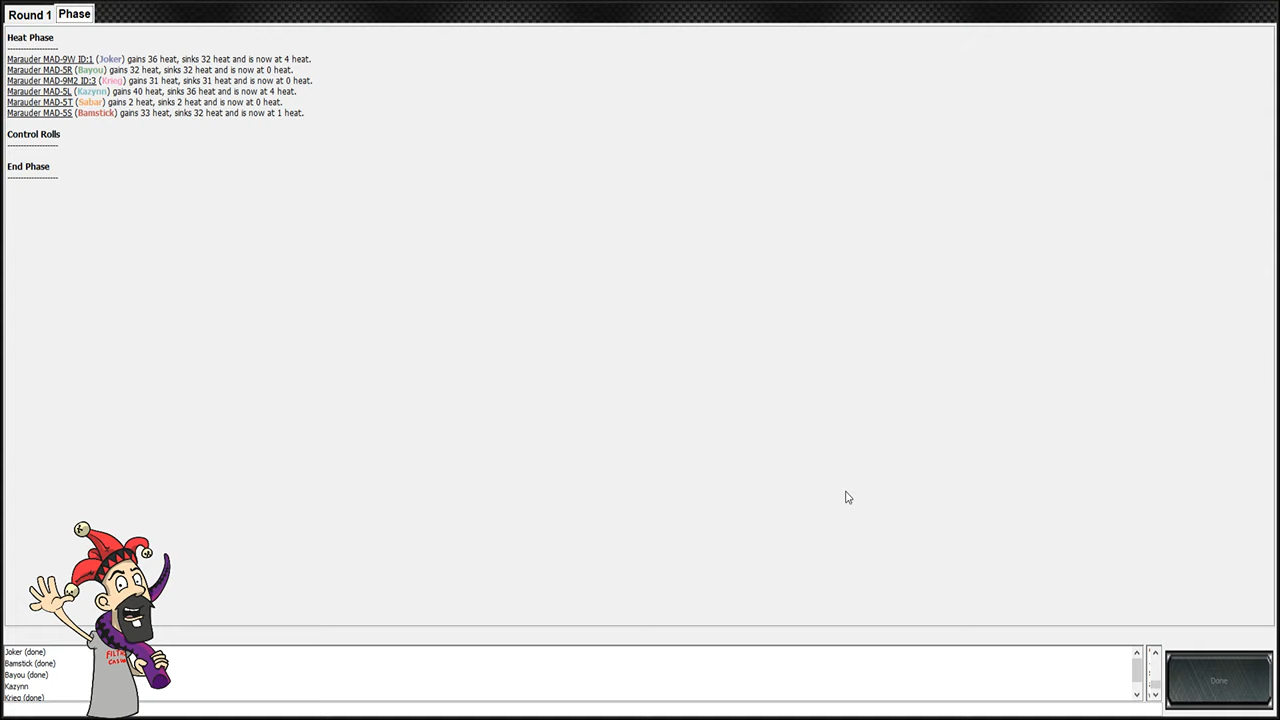 Round 1 Phase
Heat Phase
-------------------
Marauder MAD-9W ID:1 (Joker) gains 36 heat, sinks 32 heat and is now at 4 heat.
Marauder MAD-5R (Bayou) gains 32 heat, sinks 32 heat and is now at 0 heat.
Marauder MAD-9M2 ID:3 (Krieg) gains 31 heat, sinks 31 heat and is now at 0 heat.
Marauder MAD-5L (Kazynn) gains 40 heat, sinks 36 heat and is now at 4 heat.
Marauder MAD-5T (Sabar) gains 2 heat, sinks 2 heat and is now at 0 heat.
Marauder MAD-5S (Bamstick) gains 33 heat, sinks 32 heat and is now at 1 heat.
Control Rolls
-------------------
End Phase
-------------------
Joker (done)
Bamstick (done)
Bayou (done)
Kazynn
Krieg (done)
Done